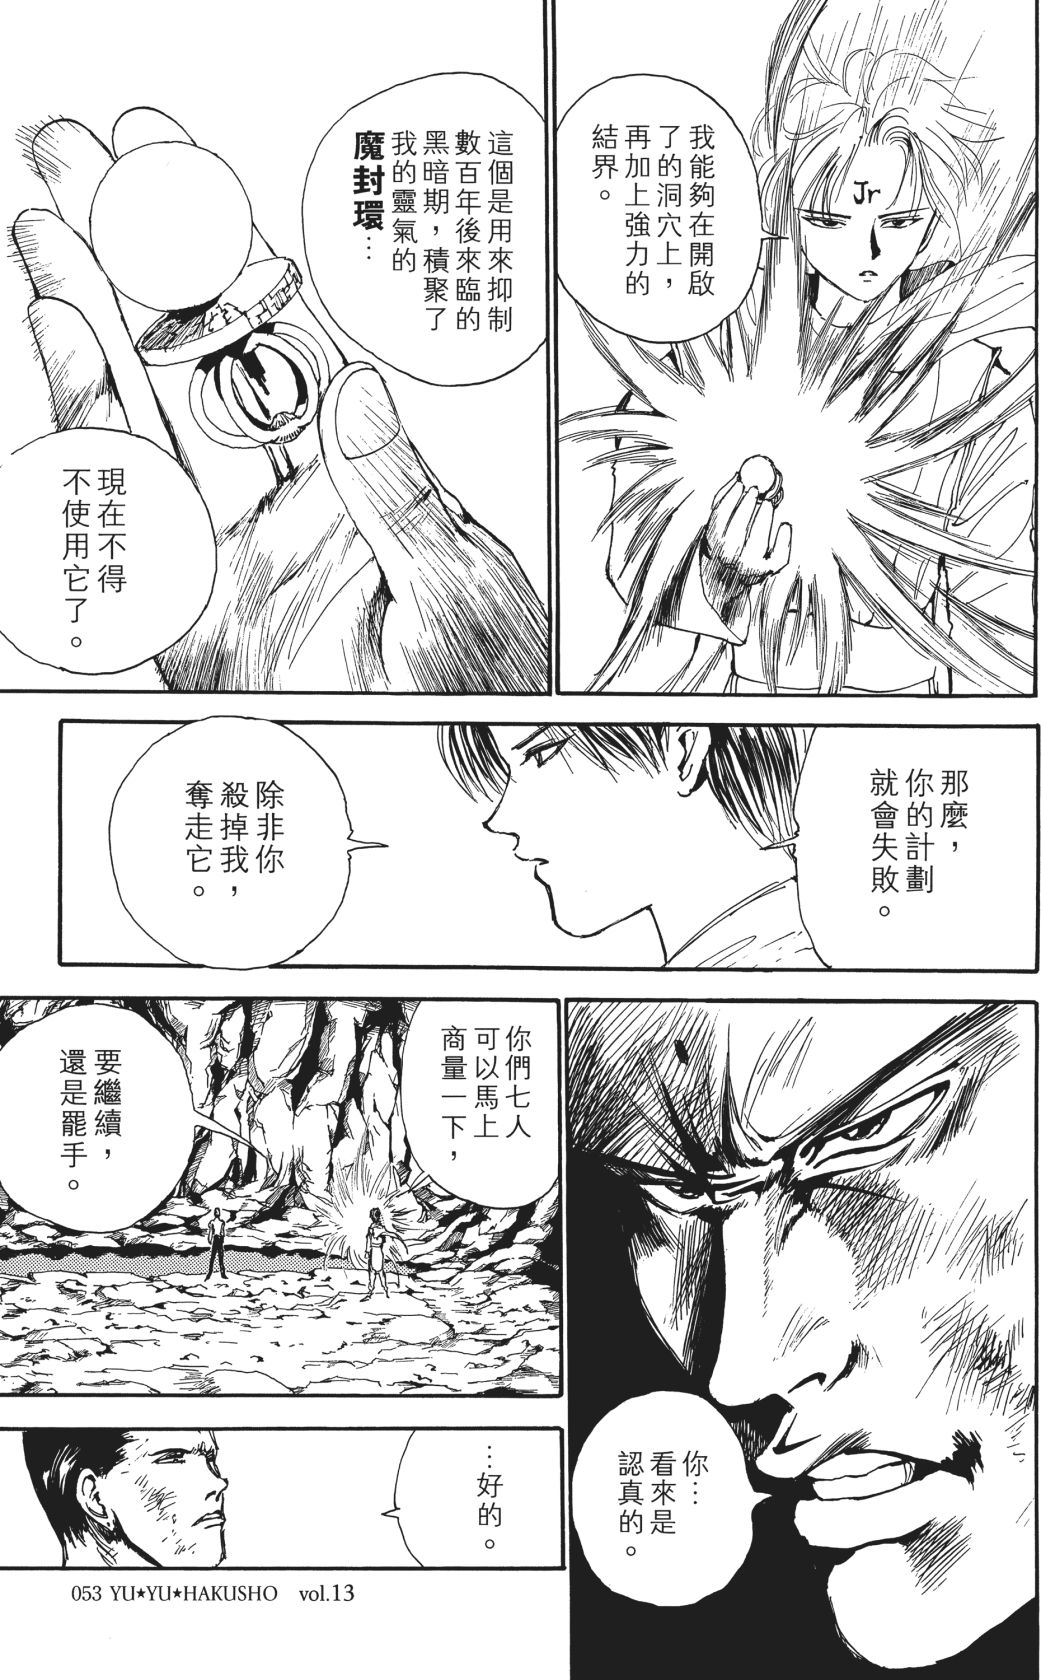 Jr
我能夠在開啟
了的洞穴上，
再加上強力的
結界。
這個是用來抑制
數百年後來臨的
黑暗期，積聚了
我的靈氣的
魔封環…
現在不得
不使用它了。
那麼，
你的計劃
就會失敗。
除非你
殺掉我，
奪走它。
你…
看來是
認真的。
你們七人
可以馬上
商量一下，
要繼續，
還是罷手。
…好的。
053 YU★YU★HAKUSHO vol.13